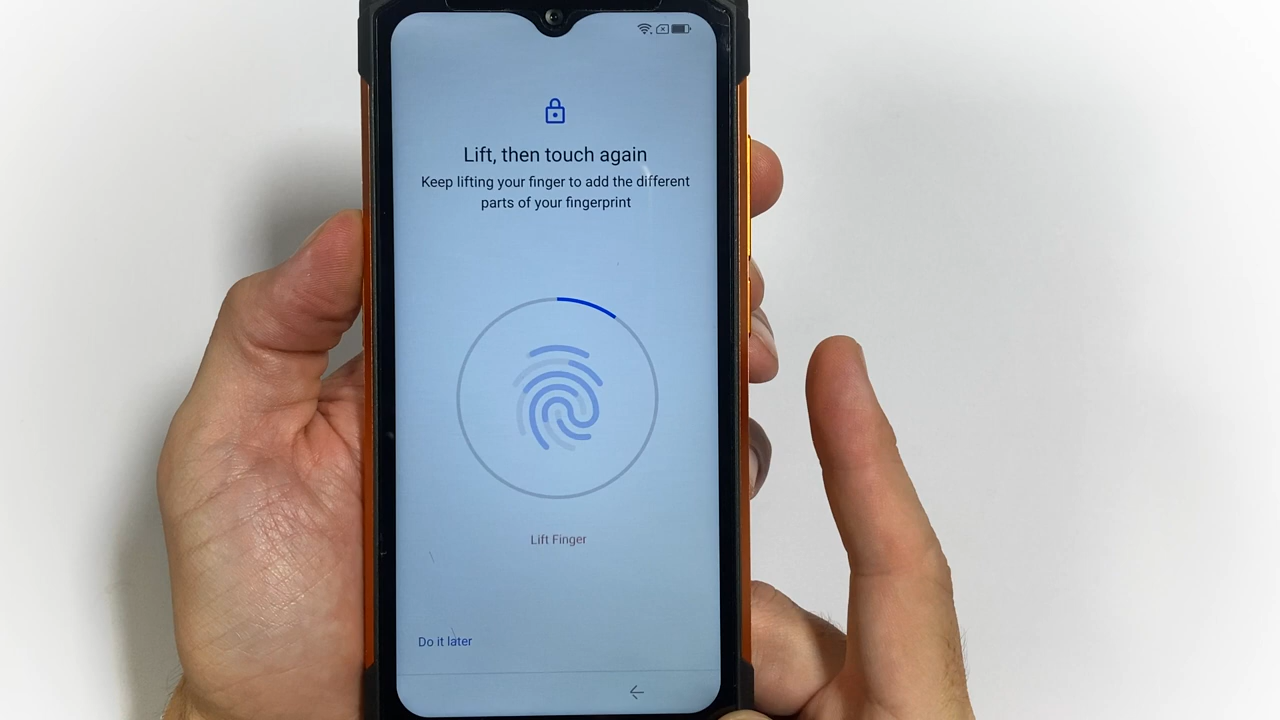 Lift, then touch again
Keep lifting your finger to add the different
parts of your fingerprint
Lift Finger
Do it later